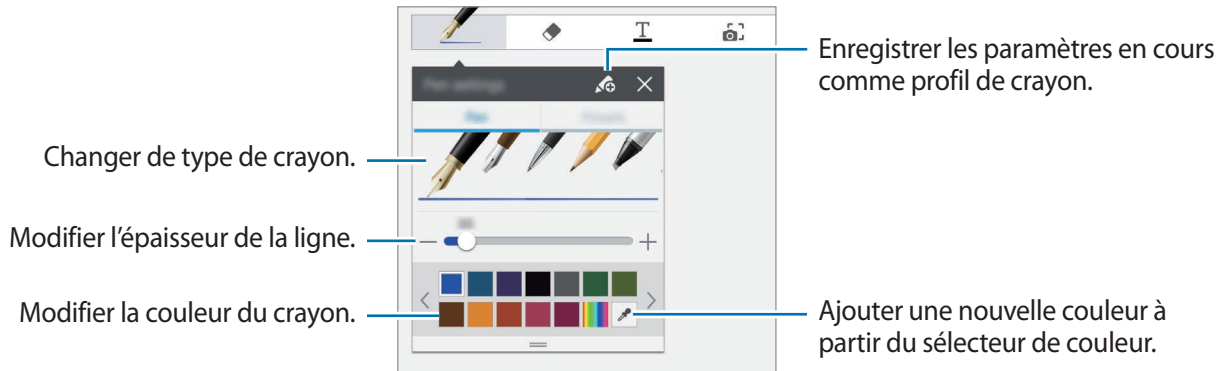 T
Enregistrer les paramètres en cours
comme profil de crayon.
Changer de type de crayon.
Modifier l'épaisseur de la ligne.
Modifier la couleur du crayon.
Ajouter une nouvelle couleur à
partir du sélecteur de couleur.